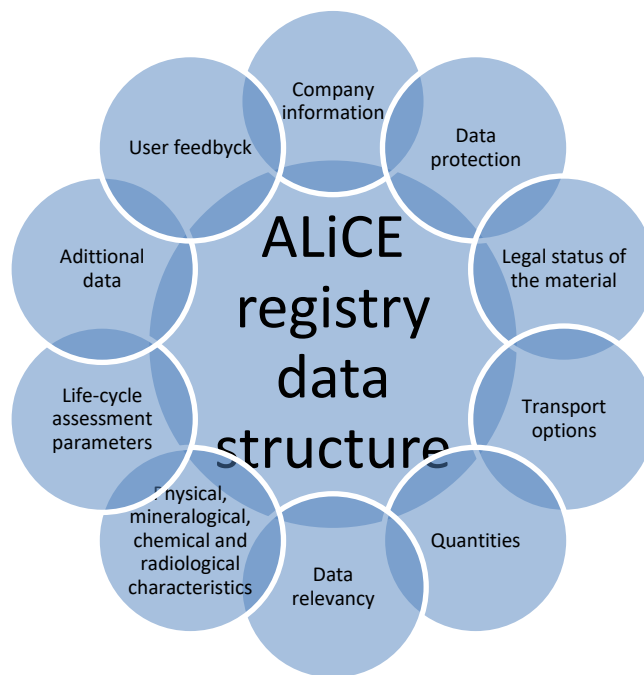 Company
information
Data
protection
Legal status of
the material
Transport
options
Quantities
Data
relevancy
Physical,
mineralogical,
chemical and
radiological
characteristics
Life-cycle
assessment
parameters
Adittional
data
User feedbyck
ALiCE
registry
data
structure